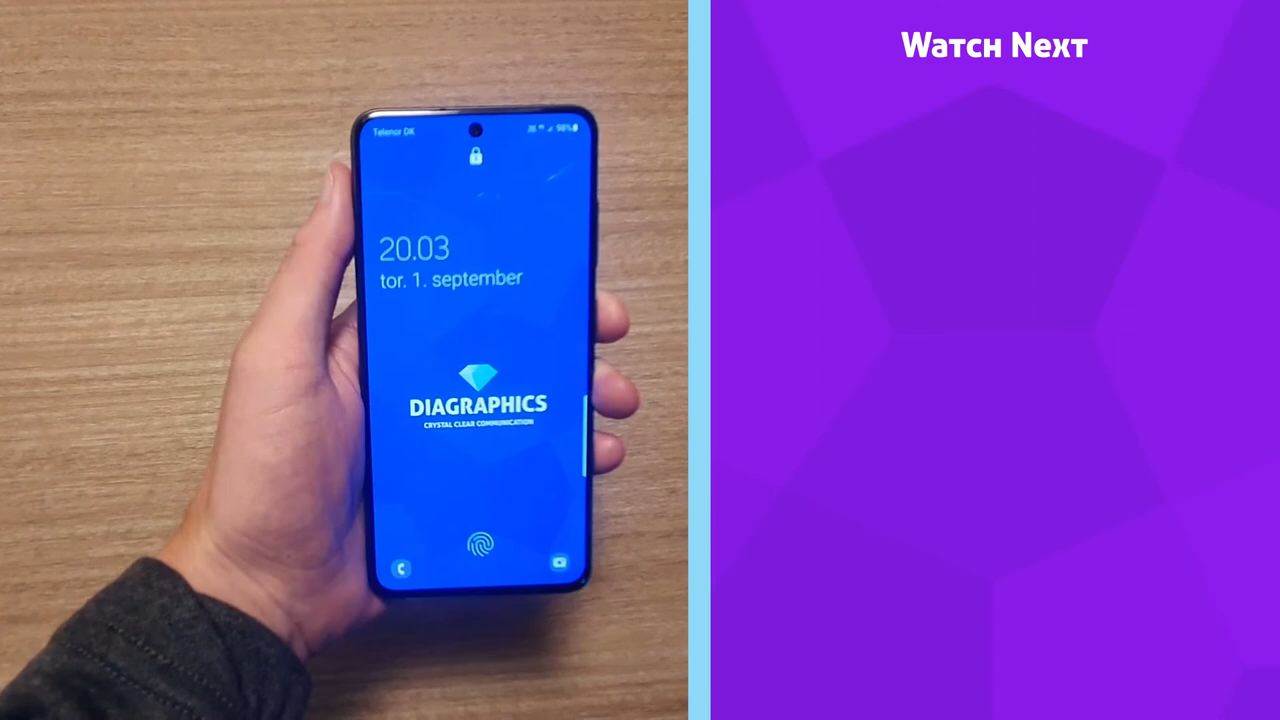 Watch Next
Telenor DK
98%
20.03
tor. 1. september
DIAGRAPHICS
CRYSTAL CLEAR COMMUNICATION